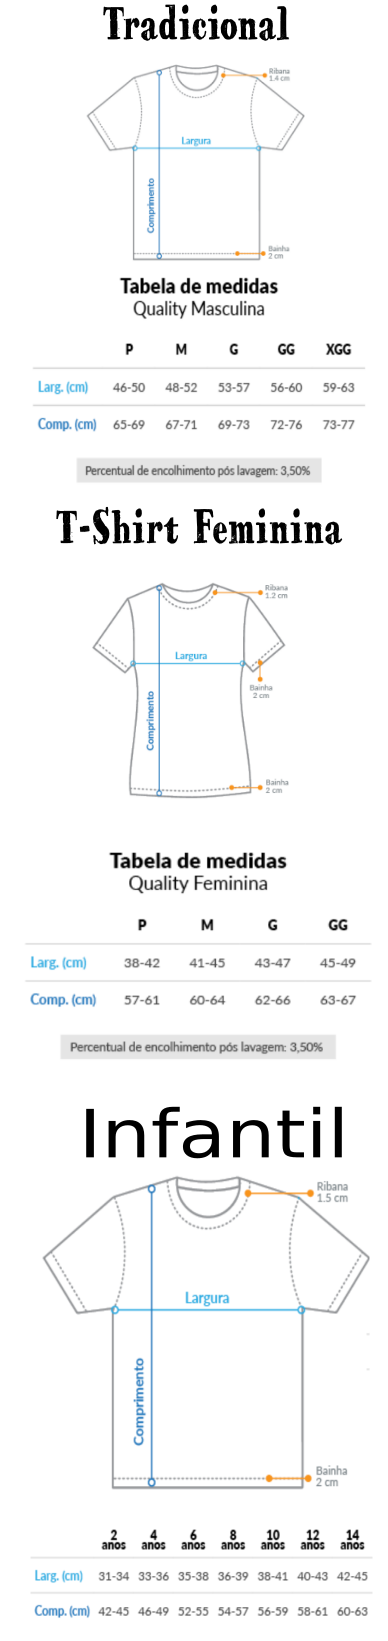 Tradicional
Ribana
1.4 cm
Largura
Comprimento
Bainha
2 cm
Tabela de medidas
Quality Masculina
P M G GG XGG
Larg. (cm) 46-50 48-52 53-57 56-60 59-63
Comp. (cm) 65-69 67-71 69-73 72-76 73-77
Percentual de encolhimento pós lavagem: 3,50%
T-Shirt Feminina
Ribana
1.2 cm
Largura
Bainha
2 cm
Comprimento
Bainha
2 cm
Tabela de medidas
Quality Feminina
P M G GG
Larg. (cm) 38-42 41-45 43-47 45-49
Comp. (cm) 57-61 60-64 62-66 63-67
Percentual de encolhimento pós lavagem: 3,50%
Infantil
Ribana
1.5 cm
Largura
Comprimento
Bainha
2 cm
2 4 6 8 10 12 14
anos anos anos anos anos anos anos
Larg. (cm) 31-34 33-36 35-38 36-39 38-41 40-43 42-45
Comp. (cm) 42-45 46-49 52-55 54-57 56-59 58-61 60-63